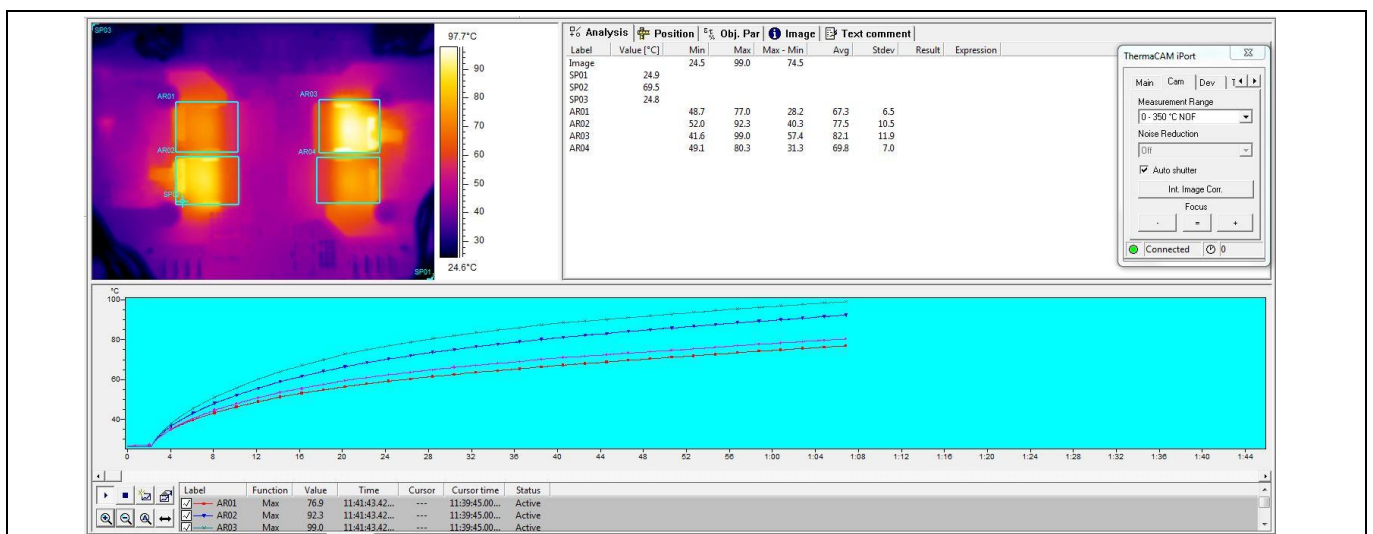 SP03
AR01
AR03
AR02
AR04
SP01
97.7°C
90
80
70
60
50
40
30
24.6°C
Analysis Position Obj. Par Image Text comment
Label Value [°C] Min Max Max - Min Avg Stdev Result Expression
Image 24.5 99.0 74.5
SP01 24.9
SP02 69.5
SP03 24.8
AR01 48.7 77.0 28.2 67.3 6.5
AR02 52.0 92.3 40.3 77.5 10.5
AR03 41.6 99.0 57.4 82.1 11.9
AR04 49.1 80.3 31.3 69.8 7.0
ThermaCAM iPort
Main Cam Dev
Measurement Range
0 - 350 °C NOF
Noise Reduction
Off
Auto shutter
Int. Image Corr.
Focus
- = +
Connected 0
°C
100
80
60
40
0 4 8 12 16 20 24 28 32 36 40 44 48 52 56 1:00 1:04 1:08 1:12 1:16 1:20 1:24 1:28 1:32 1:36 1:40 1:44
Label Function Value Time Cursor Cursor time Status
AR01 Max 76.9 11:41:43.42... --- 11:39:45.00... Active
AR02 Max 92.3 11:41:43.42... --- 11:39:45.00... Active
AR03 Max 99.0 11:41:43.42... --- 11:39:45.00... Active